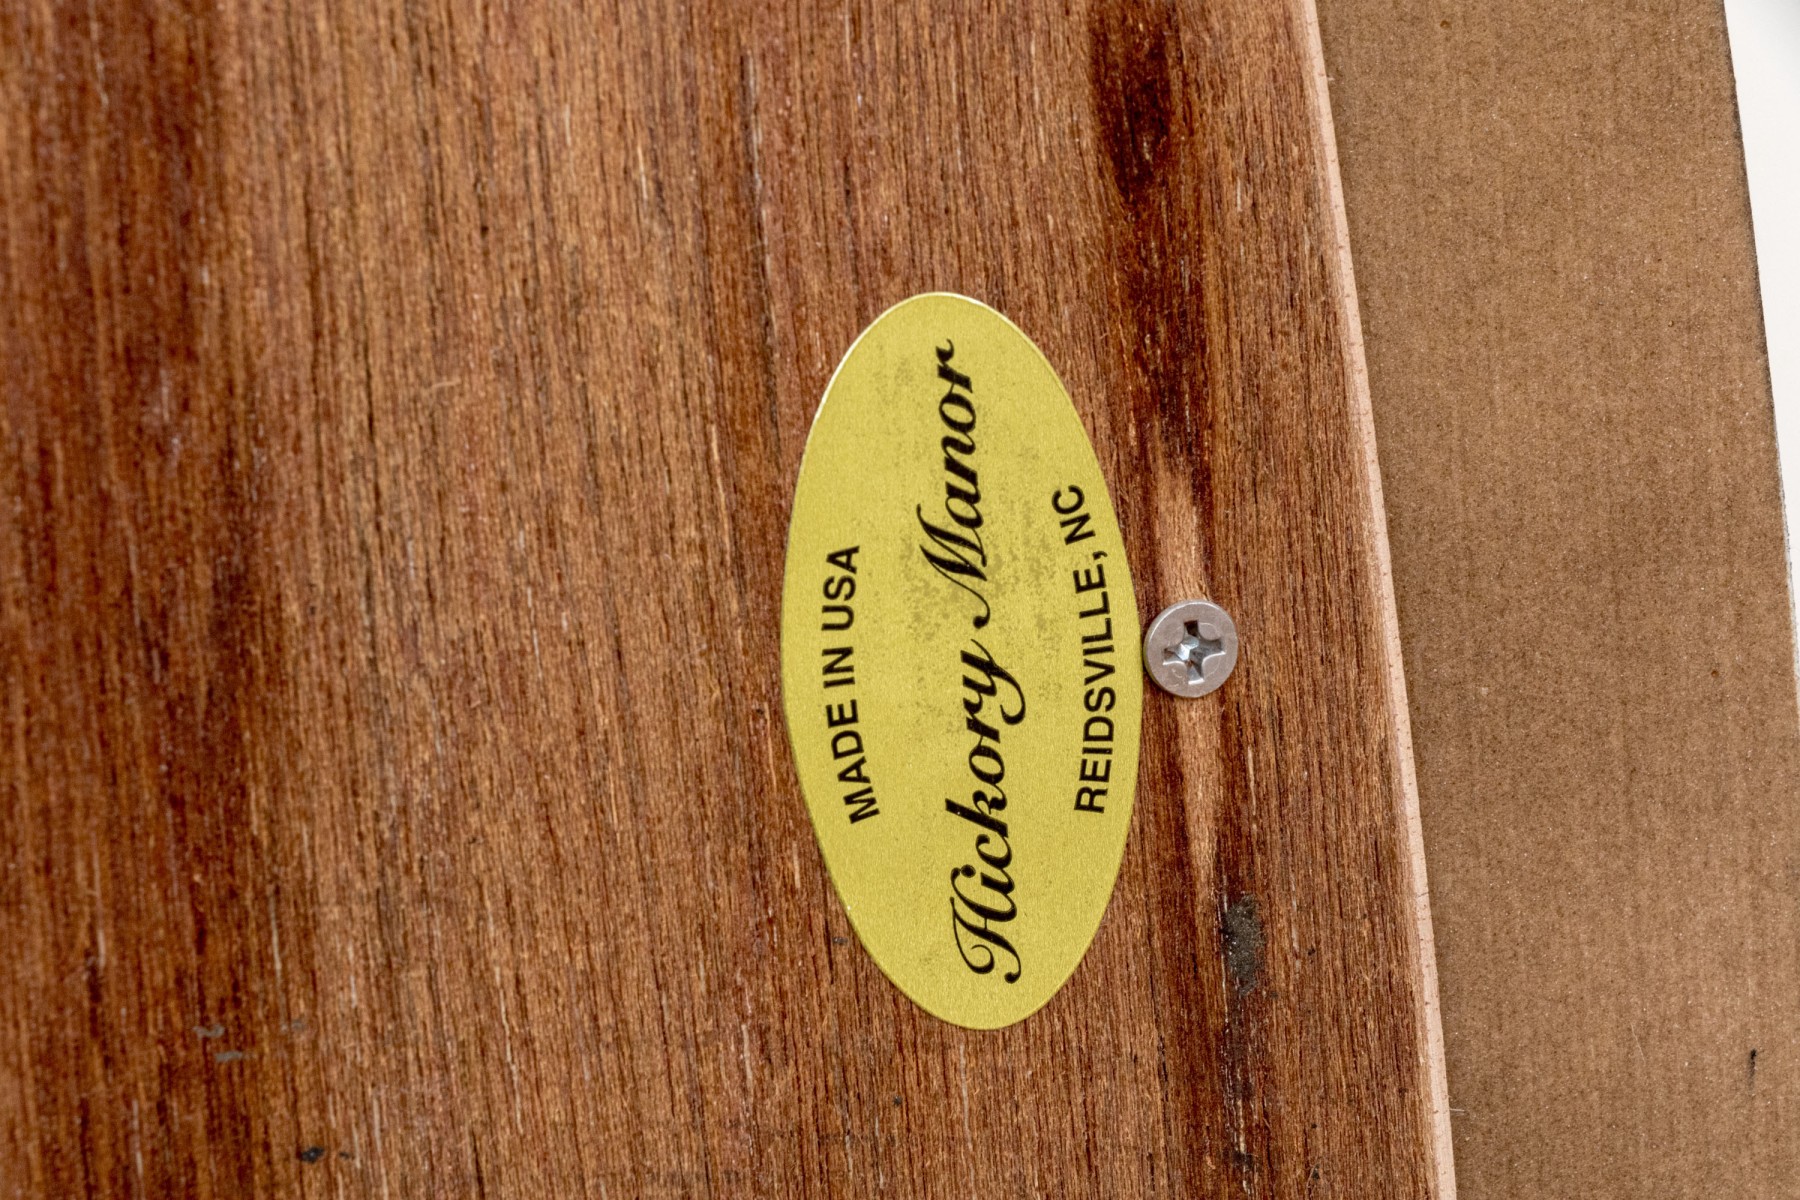 MADE IN USA
Hickory Manor
REIDSVILLE, NC